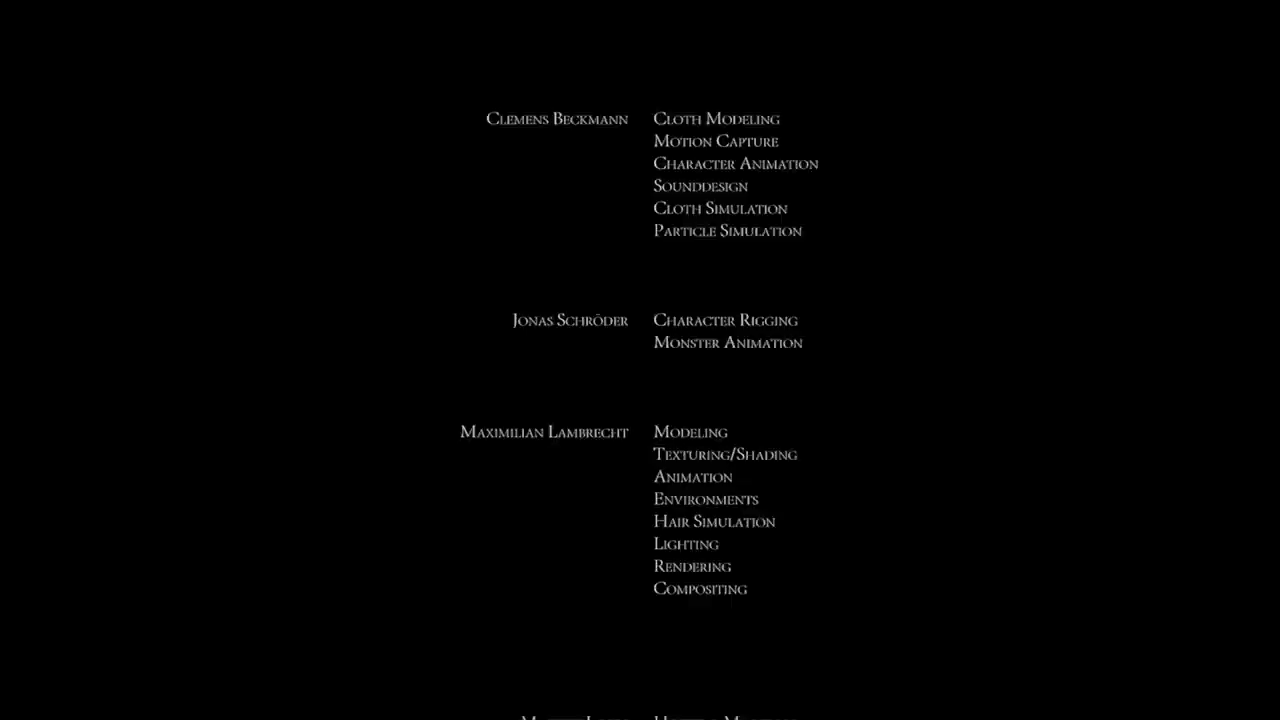 Clemens Beckmann Cloth Modeling
Motion Capture
Character Animation
Sounddesign
Cloth Simulation
Particle Simulation
Jonas Schröder Character Rigging
Monster Animation
Maximilian Lambrecht Modeling
Texturing/Shading
Animation
Environments
Hair Simulation
Lighting
Rendering
Compositing